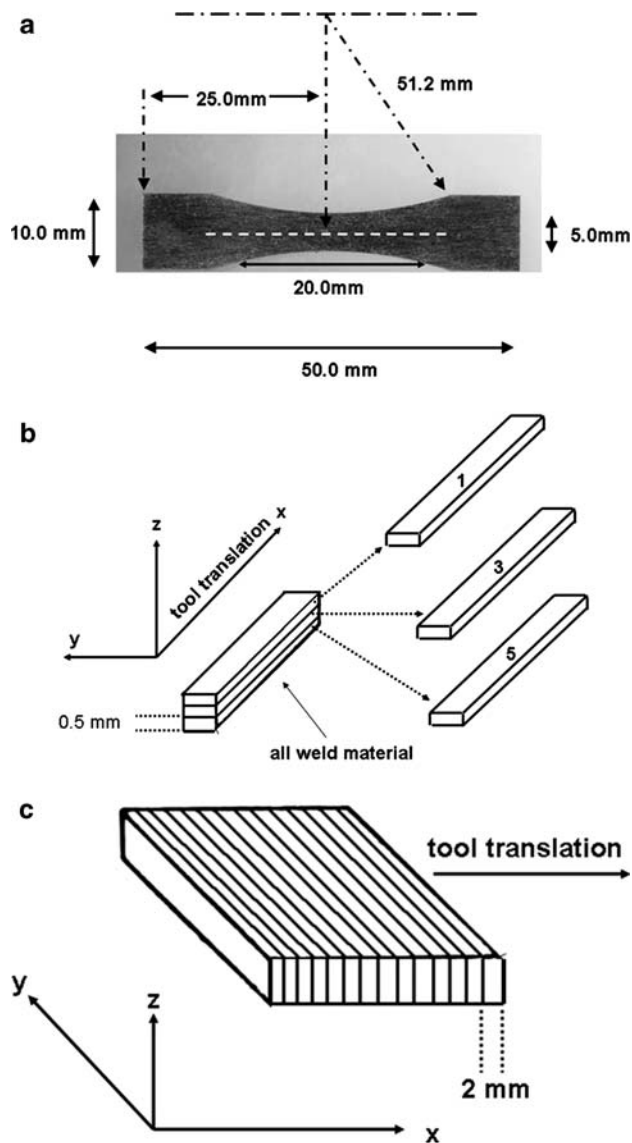 a
51.2 mm
25.0mm
10.0 mm
5.0mm
20.0mm
50.0 mm
b
1
z
x
tool translation
3
y
5
0.5 mm
all weld material
c
tool translation
y
z
2 mm
x